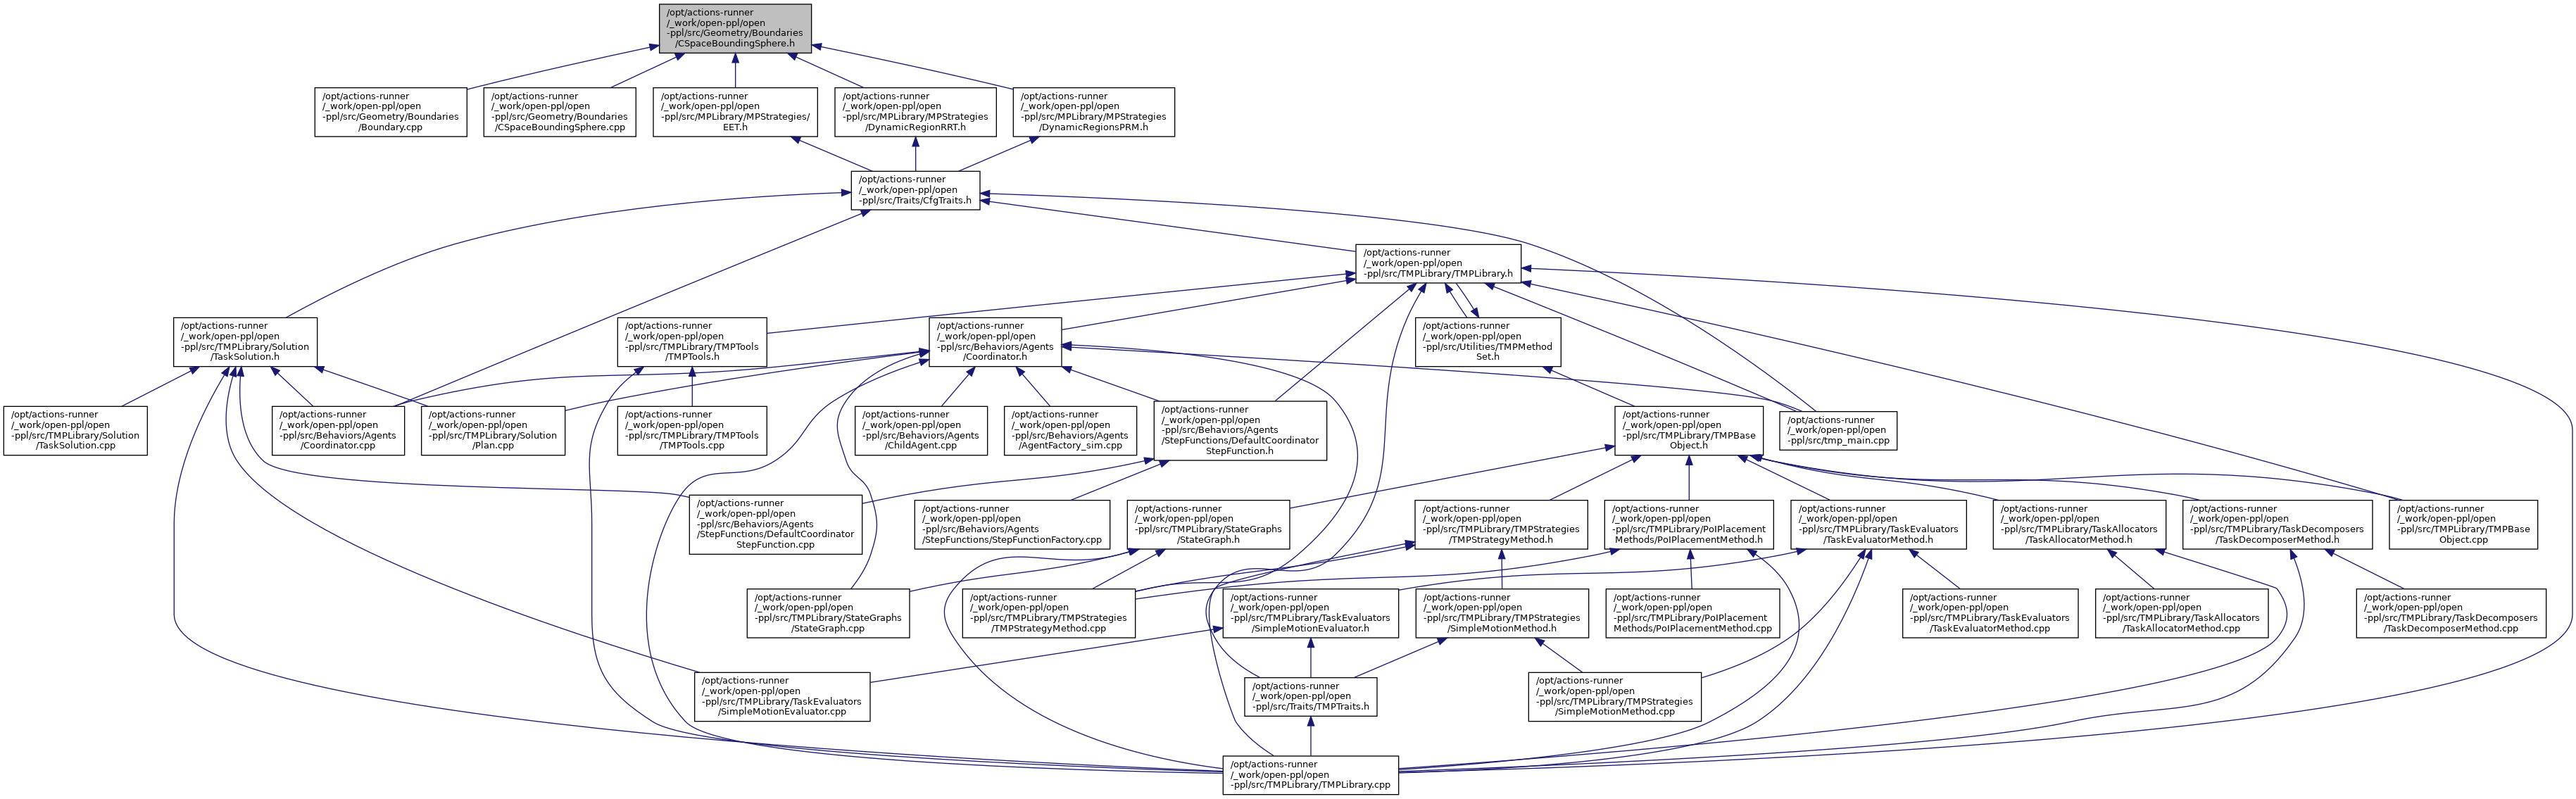 /opt/actions-runner
/_work/open-ppl/open
-ppl/src/Geometry/Boundaries
/CSpaceBoundingSphere.h
/opt/actions-runner
/_work/open-ppl/open
-ppl/src/Geometry/Boundaries
/Boundary.cpp
/opt/actions-runner
/_work/open-ppl/open
-ppl/src/Geometry/Boundaries
/CSpaceBoundingSphere.cpp
/opt/actions-runner
/_work/open-ppl/open
-ppl/src/MPLibrary/MPStrategies/
EET.h
/opt/actions-runner
/_work/open-ppl/open
-ppl/src/MPLibrary/MPStrategies
/DynamicRegionRRT.h
/opt/actions-runner
/_work/open-ppl/open
-ppl/src/MPLibrary/MPStrategies
/DynamicRegionsPRM.h
/opt/actions-runner
/_work/open-ppl/open
-ppl/src/Traits/CfgTraits.h
/opt/actions-runner
/_work/open-ppl/open
-ppl/src/TMPLibrary/TMPLibrary.h
/opt/actions-runner
/_work/open-ppl/open
-ppl/src/TMPLibrary/Solution
/TaskSolution.h
/opt/actions-runner
/_work/open-ppl/open
-ppl/src/TMPLibrary/TMPTools
/TMPTools.h
/opt/actions-runner
/_work/open-ppl/open
-ppl/src/Behaviors/Agents
/Coordinator.h
/opt/actions-runner
/_work/open-ppl/open
-ppl/src/Utilities/TMPMethod
Set.h
/opt/actions-runner
/_work/open-ppl/open
-ppl/src/TMPLibrary/Solution
/TaskSolution.cpp
/opt/actions-runner
/_work/open-ppl/open
-ppl/src/Behaviors/Agents
/Coordinator.cpp
/opt/actions-runner
/_work/open-ppl/open
-ppl/src/TMPLibrary/Solution
/Plan.cpp
/opt/actions-runner
/_work/open-ppl/open
-ppl/src/TMPLibrary/TMPTools
/TMPTools.cpp
/opt/actions-runner
/_work/open-ppl/open
-ppl/src/Behaviors/Agents
/ChildAgent.cpp
/opt/actions-runner
/_work/open-ppl/open
-ppl/src/Behaviors/Agents
/AgentFactory_sim.cpp
/opt/actions-runner
/_work/open-ppl/open
-ppl/src/Behaviors/Agents
/StepFunctions/DefaultCoordinator
StepFunction.h
/opt/actions-runner
/_work/open-ppl/open
-ppl/src/TMPLibrary/TMPBase
Object.h
/opt/actions-runner
/_work/open-ppl/open
-ppl/src/tmp_main.cpp
/opt/actions-runner
/_work/open-ppl/open
-ppl/src/Behaviors/Agents
/StepFunctions/DefaultCoordinator
StepFunction.cpp
/opt/actions-runner
/_work/open-ppl/open
-ppl/src/Behaviors/Agents
/StepFunctions/StepFunctionFactory.cpp
/opt/actions-runner
/_work/open-ppl/open
-ppl/src/TMPLibrary/StateGraphs
/StateGraph.h
/opt/actions-runner
/_work/open-ppl/open
-ppl/src/TMPLibrary/TMPStrategies
/TMPStrategyMethod.h
/opt/actions-runner
/_work/open-ppl/open
-ppl/src/TMPLibrary/PoIPlacement
Methods/PoIPlacementMethod.h
/opt/actions-runner
/_work/open-ppl/open
-ppl/src/TMPLibrary/TaskEvaluators
/TaskEvaluatorMethod.h
/opt/actions-runner
/_work/open-ppl/open
-ppl/src/TMPLibrary/TaskAllocators
/TaskAllocatorMethod.h
/opt/actions-runner
/_work/open-ppl/open
-ppl/src/TMPLibrary/TaskDecomposers
/TaskDecomposerMethod.h
/opt/actions-runner
/_work/open-ppl/open
-ppl/src/TMPLibrary/TMPBase
Object.cpp
/opt/actions-runner
/_work/open-ppl/open
-ppl/src/TMPLibrary/StateGraphs
/StateGraph.cpp
/opt/actions-runner
/_work/open-ppl/open
-ppl/src/TMPLibrary/TMPStrategies
/TMPStrategyMethod.cpp
/opt/actions-runner
/_work/open-ppl/open
-ppl/src/TMPLibrary/TaskEvaluators
/SimpleMotionEvaluator.h
/opt/actions-runner
/_work/open-ppl/open
-ppl/src/TMPLibrary/TMPStrategies
/SimpleMotionMethod.h
/opt/actions-runner
/_work/open-ppl/open
-ppl/src/TMPLibrary/PoIPlacement
Methods/PoIPlacementMethod.cpp
/opt/actions-runner
/_work/open-ppl/open
-ppl/src/TMPLibrary/TaskEvaluators
/TaskEvaluatorMethod.cpp
/opt/actions-runner
/_work/open-ppl/open
-ppl/src/TMPLibrary/TaskAllocators
/TaskAllocatorMethod.cpp
/opt/actions-runner
/_work/open-ppl/open
-ppl/src/TMPLibrary/TaskDecomposers
/TaskDecomposerMethod.cpp
/opt/actions-runner
/_work/open-ppl/open
-ppl/src/TMPLibrary/TaskEvaluators
/SimpleMotionEvaluator.cpp
/opt/actions-runner
/_work/open-ppl/open
-ppl/src/Traits/TMPTraits.h
/opt/actions-runner
/_work/open-ppl/open
-ppl/src/TMPLibrary/TMPStrategies
/SimpleMotionMethod.cpp
/opt/actions-runner
/_work/open-ppl/open
-ppl/src/TMPLibrary/TMPLibrary.cpp